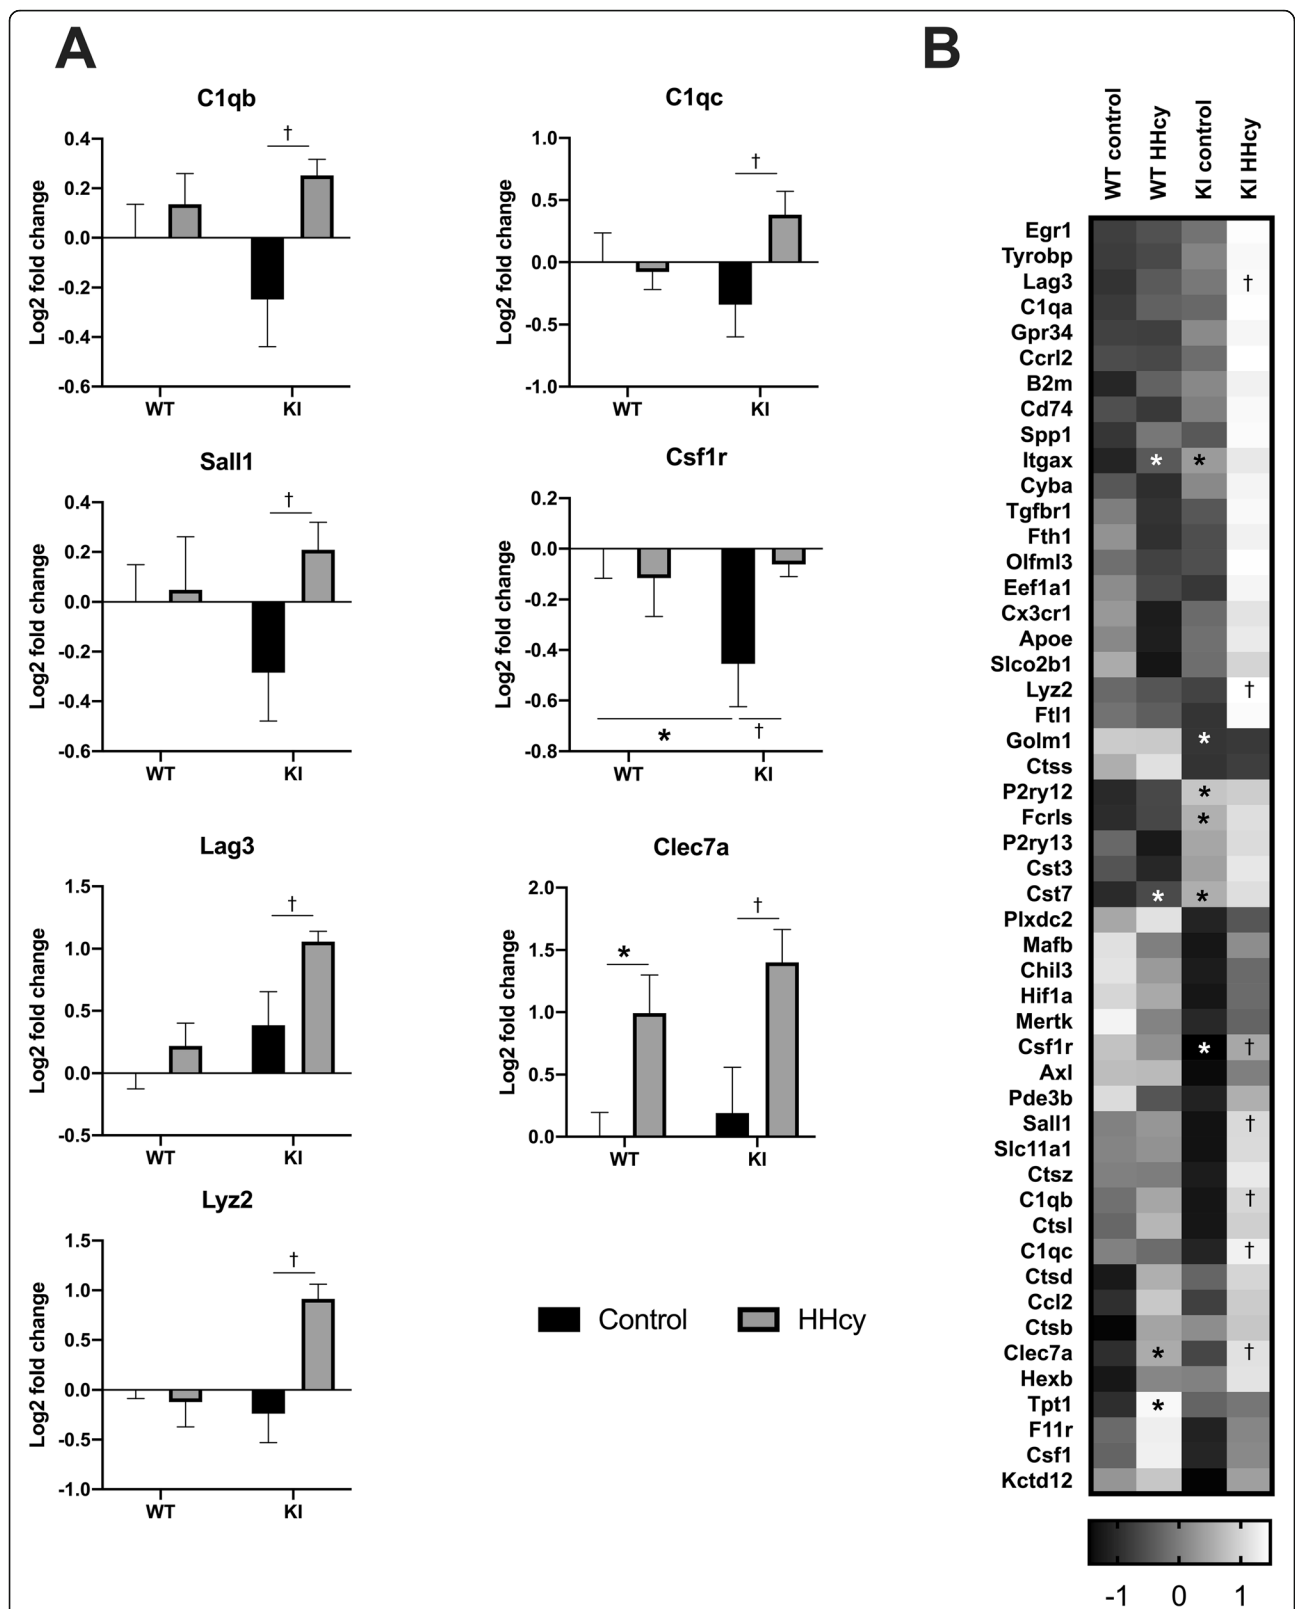 A
B
C1qb
0.4
0.2
0.0
-0.2
-0.4
-0.6
Log2 fold change
†
WT
KI
C1qc
1.0
0.5
0.0
-0.5
-1.0
Log2 fold change
†
WT
KI
Sall1
0.4
0.2
0.0
-0.2
-0.4
-0.6
Log2 fold change
†
WT
KI
Csf1r
0.2
0.0
-0.2
-0.4
-0.6
-0.8
Log2 fold change
*
†
WT
KI
Lag3
1.5
1.0
0.5
0.0
-0.5
Log2 fold change
†
WT
KI
Clec7a
2.0
1.5
1.0
0.5
0.0
Log2 fold change
*
†
WT
KI
Lyz2
1.5
1.0
0.5
0.0
-0.5
-1.0
Log2 fold change
†
WT
KI
Control
HHcy
WT control
WT HHcy
KI control
KI HHcy
Egr1
Tyrobp
Lag3 †
C1qa
Gpr34
Ccrl2
B2m
Cd74
Spp1
Itgax * *
Cyba
Tgfbr1
Fth1
Olfml3
Eef1a1
Cx3cr1
Apoe
Slco2b1
Lyz2 †
Ftl1
Golm1 *
Ctss
P2ry12 *
Fcrls *
P2ry13
Cst3
Cst7 * *
Plxdc2
Mafb
Chil3
Hif1a
Mertk
Csf1r * †
Axl
Pde3b
Sall1 †
Slc11a1
Ctsz
C1qb †
Ctsl
C1qc †
Ctsd
Ccl2
Ctsb
Clec7a * †
Hexb
Tpt1 *
F11r
Csf1
Kctd12
-1 0 1